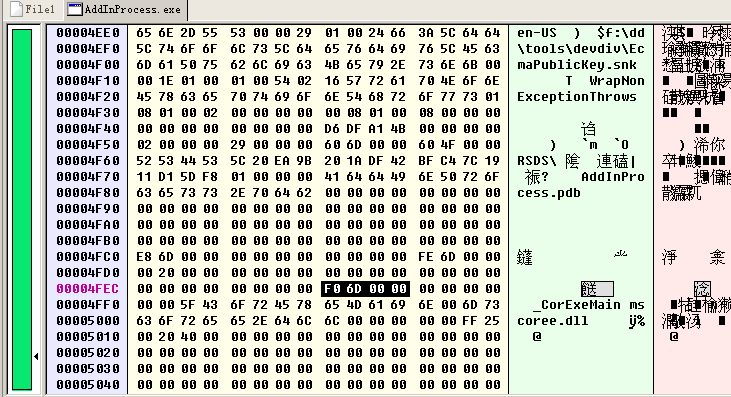 File1 AddInProcess.exe
00004EE0 65 6E 2D 55 53 00 00 29 01 00 24 66 3A 5C 64 64 en-US ) $f:\dd
00004EF0 5C 74 6F 6F 6C 73 5C 64 65 76 64 69 76 5C 45 63 \tools\devdiv\Ec
00004F00 6D 61 50 75 62 6C 69 63 4B 65 79 2E 73 6E 6B 00 maPublicKey.snk
00004F10 00 1E 01 00 01 00 54 02 16 57 72 61 70 4E 6F 6E T WrapNon
00004F20 45 78 63 65 70 74 69 6F 6E 54 68 72 6F 77 73 01 ExceptionThrows
00004F30 08 01 00 02 00 00 00 00 00 08 01 00 08 00 00 00
00004F40 00 00 00 00 00 00 00 00 D6 DF A1 4B 00 00 00 00
00004F50 02 00 00 00 29 00 00 00 60 6D 00 00 60 4F 00 00 ) `m `O
00004F60 52 53 44 53 5C 20 EA 9B 20 1A DF 42 BF C4 7C 19 RSDS\
00004F70 11 D1 5D F8 01 00 00 00 41 64 64 49 6E 50 72 6F AddInPro
00004F80 63 65 73 73 2E 70 64 62 00 00 00 00 00 00 00 00 cess.pdb
00004F90 00 00 00 00 00 00 00 00 00 00 00 00 00 00 00 00
00004FA0 00 00 00 00 00 00 00 00 00 00 00 00 00 00 00 00
00004FB0 00 00 00 00 00 00 00 00 00 00 00 00 00 00 00 00
00004FC0 E8 6D 00 00 00 00 00 00 00 00 00 00 FE 6D 00 00
00004FD0 00 20 00 00 00 00 00 00 00 00 00 00 00 00 00 00
00004FEC 00 00 00 00 00 00 00 00 F0 6D 00 00 00 00 00 00
00004FF0 00 00 5F 43 6F 72 45 78 65 4D 61 69 6E 00 6D 73 _CorExeMain ms
00005000 63 6F 72 65 65 2E 64 6C 6C 00 00 00 00 00 FF 25 coree.dll ÿ%
00005010 00 20 40 00 00 00 00 00 00 00 00 00 00 00 00 00 @ @
00005020 00 00 00 00 00 00 00 00 00 00 00 00 00 00 00 00
00005030 00 00 00 00 00 00 00 00 00 00 00 00 00 00 00 00
00005040 00 00 00 00 00 00 00 00 00 00 00 00 00 00 00 00